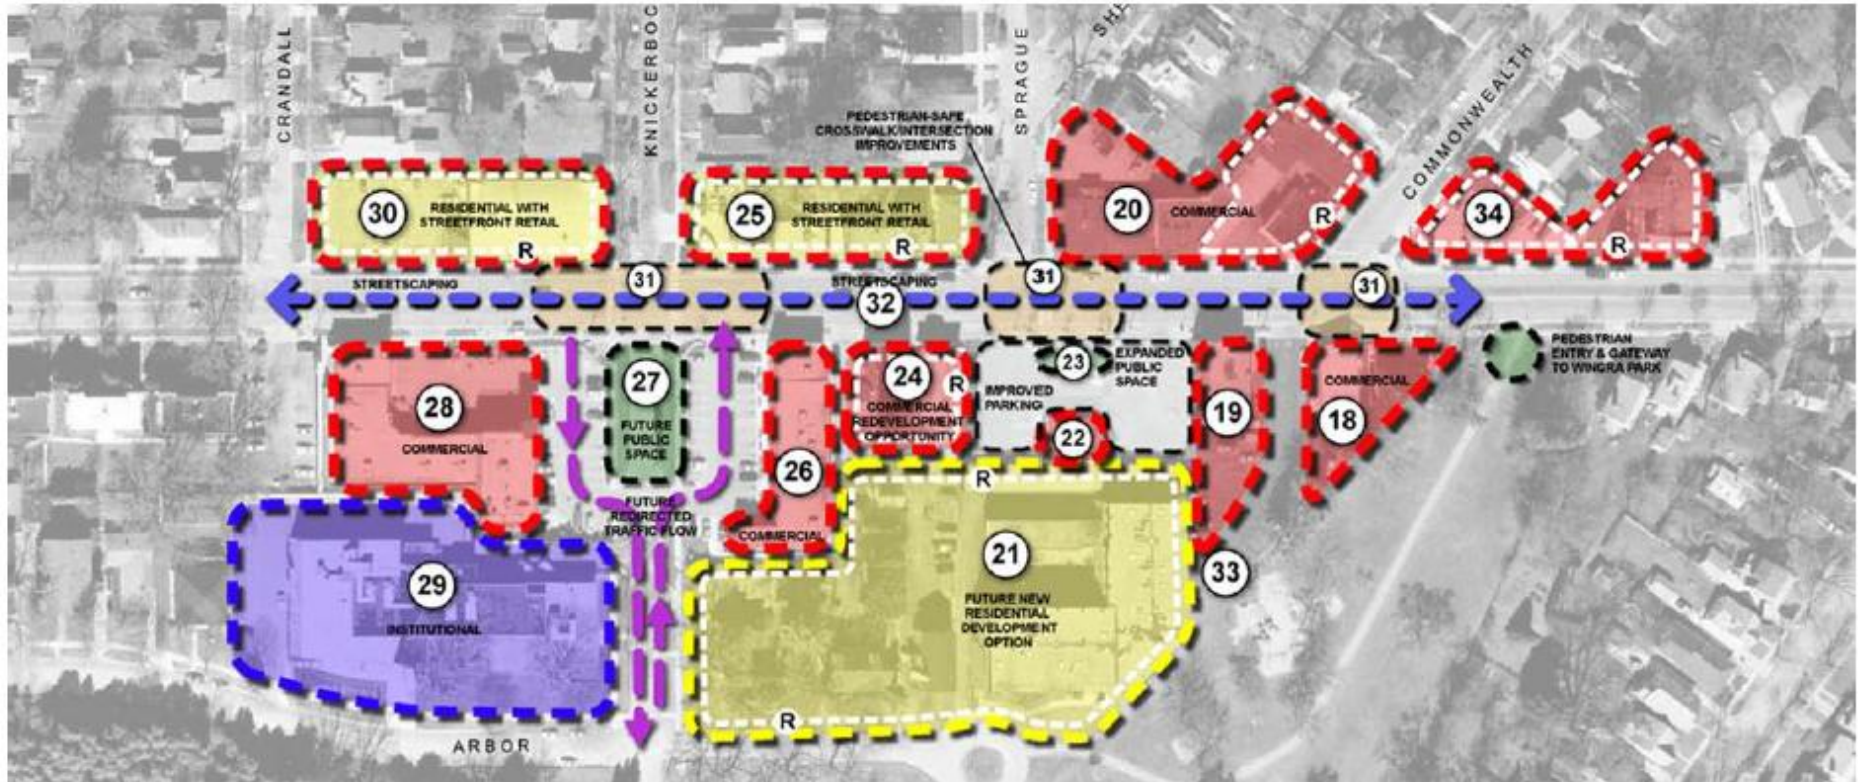 CRANDALL
KNICKERBOC
SPRAGUE
SHE
COMMONWEALTH
PEDESTRIAN-SAFE
CROSSWALK/INTERSECTION
IMPROVEMENTS
30
RESIDENTIAL WITH
STREETFRONT RETAIL
R
25
RESIDENTIAL WITH
STREETFRONT RETAIL
R
20
COMMERCIAL
R
34
R
STREETSCAPING
31
STREETSCAPING
32
31
31
28
COMMERCIAL
27
FUTURE
PUBLIC
SPACE
26
COMMERCIAL
24
R
COMMERCIAL
REDEVELOPMENT
OPPORTUNITY
IMPROVED
PARKING
23
EXPANDED
PUBLIC
SPACE
22
19
COMMERCIAL
18
PEDESTRIAN
ENTRY & GATEWAY
TO WINGRA PARK
FUTURE
REDIRECTED
TRAFFIC FLOW
29
INSTITUTIONAL
R
21
FUTURE NEW
RESIDENTIAL
DEVELOPMENT
OPTION
R
33
ARBOR